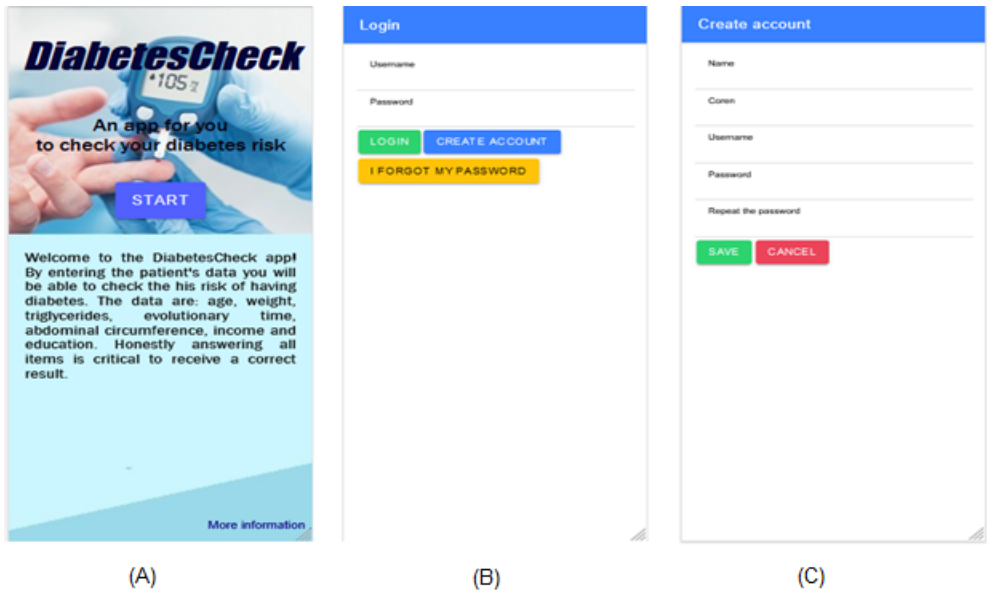 DiabetesCheck
105
An app for you
to check your diabetes risk
START
Welcome to the DiabetesCheck app!
By entering the patient's data you will
be able to check the his risk of having
diabetes. The data are: age, weight,
triglycerides, evolutionary time,
abdominal circumference, income and
education. Honestly answering all
items is critical to receive a correct
result.
More information
(A)
Login
Username
Password
LOGIN
CREATE ACCOUNT
I FORGOT MY PASSWORD
(B)
Create account
Name
Coren
Username
Password
Repeat the password
SAVE
CANCEL
(C)